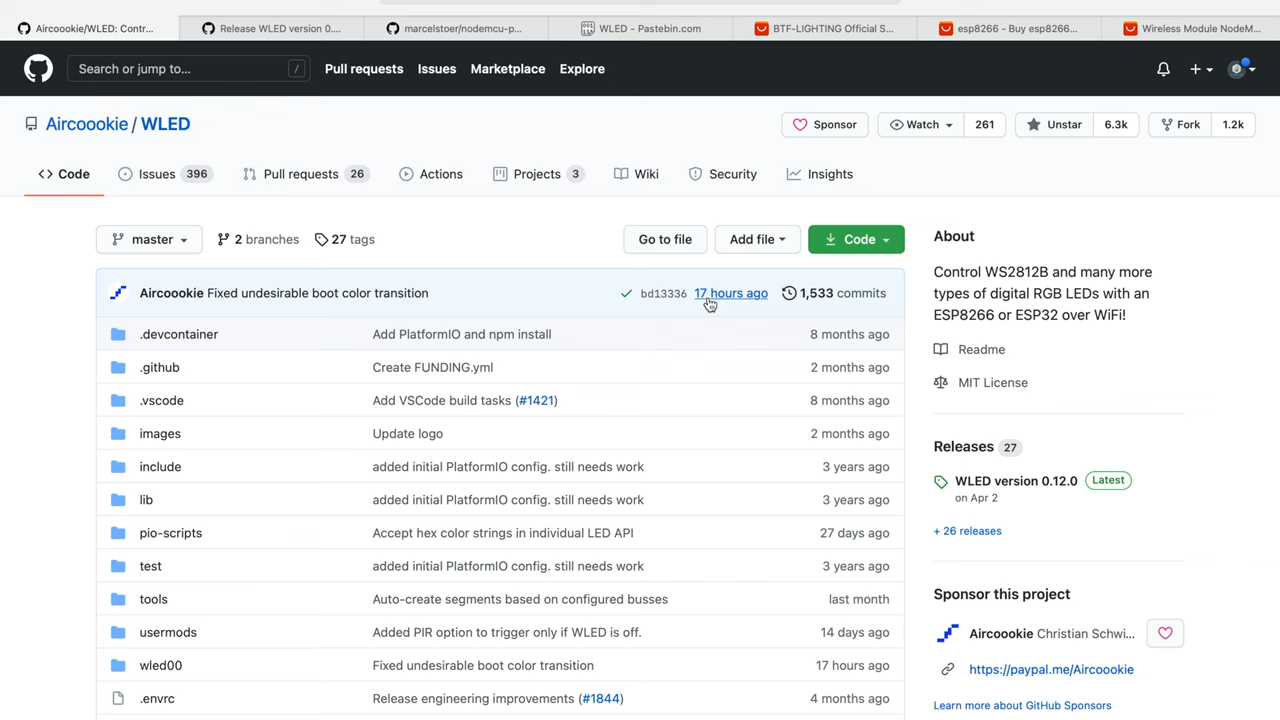 Aircoookie/WLED: Contr...
Release WLED version 0....
marcelstoer/nodemcu-p...
WLED - Pastebin.com
BTF-LIGHTING Official S...
esp8266 - Buy esp8266...
Wireless Module NodeM...
Search or jump to...
/
Pull requests
Issues
Marketplace
Explore
Aircoookie / WLED
Sponsor
Watch
261
Unstar
6.3k
Fork
1.2k
Code
Issues 396
Pull requests 26
Actions
Projects 3
Wiki
Security
Insights
master
2 branches
27 tags
Go to file
Add file
Code
Aircoookie Fixed undesirable boot color transition
bd13336 17 hours ago
1,533 commits
.devcontainer Add PlatformIO and npm install 8 months ago
.github Create FUNDING.yml 2 months ago
.vscode Add VSCode build tasks (#1421) 8 months ago
images Update logo 2 months ago
include added initial PlatformIO config. still needs work 3 years ago
lib added initial PlatformIO config. still needs work 3 years ago
pio-scripts Accept hex color strings in individual LED API 27 days ago
test added initial PlatformIO config. still needs work 3 years ago
tools Auto-create segments based on configured busses last month
usermods Added PIR option to trigger only if WLED is off. 14 days ago
wled00 Fixed undesirable boot color transition 17 hours ago
.envrc Release engineering improvements (#1844) 4 months ago
About
Control WS2812B and many more
types of digital RGB LEDs with an
ESP8266 or ESP32 over WiFi!
Readme
MIT License
Releases 27
WLED version 0.12.0 Latest
on Apr 2
+ 26 releases
Sponsor this project
Aircoookie Christian Schwi...
https://paypal.me/Aircoookie
Learn more about GitHub Sponsors